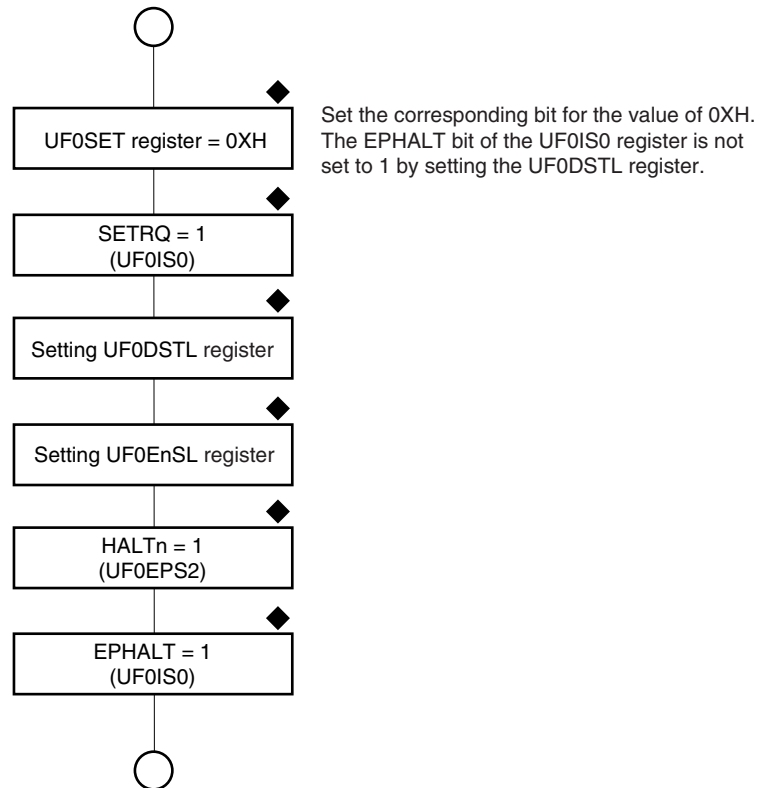 UF0SET register = 0XH
Set the corresponding bit for the value of 0XH.
The EPHALT bit of the UF0IS0 register is not
set to 1 by setting the UF0DSTL register.
SETRQ = 1
(UF0IS0)
Setting UF0DSTL register
Setting UF0EnSL register
HALTn = 1
(UF0EPS2)
EPHALT = 1
(UF0IS0)